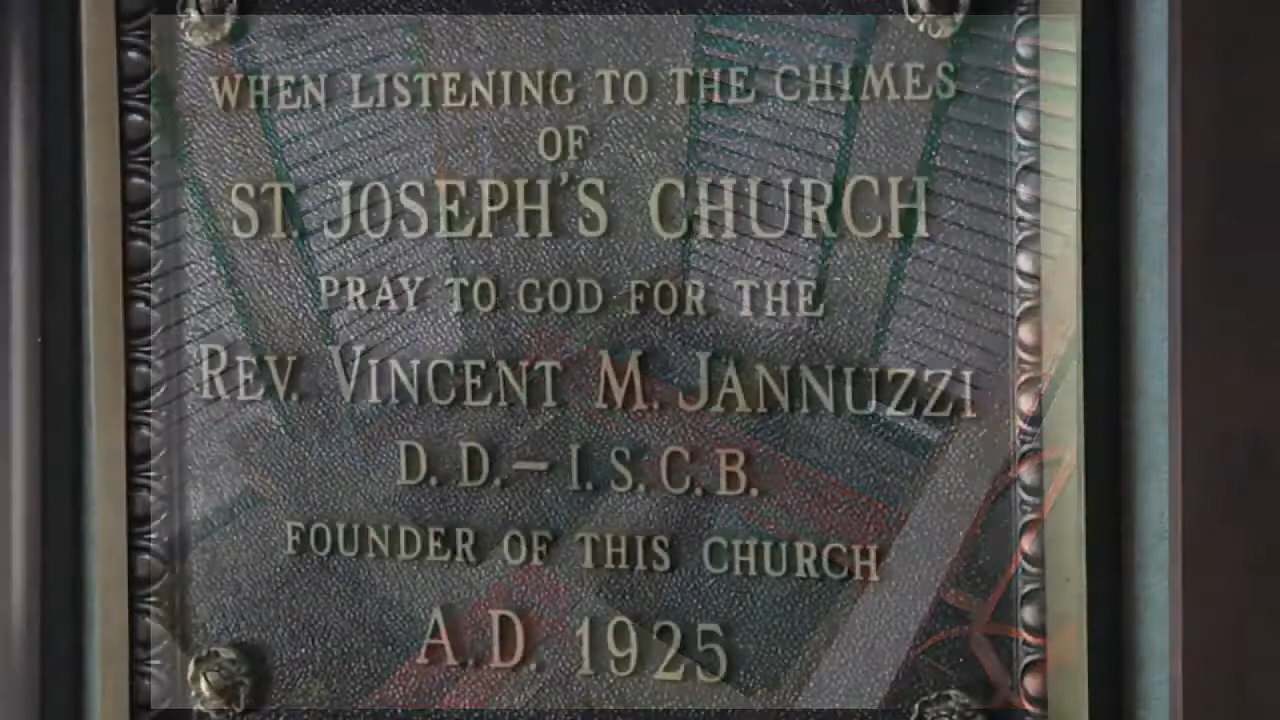 WHEN LISTENING TO THE CHIMES
OF
ST. JOSEPH'S CHURCH
PRAY TO GOD FOR THE
REV. VINCENT M. JANNUZZI
D. D. – I. S. C. B.
FOUNDER OF THIS CHURCH
A. D. 1925